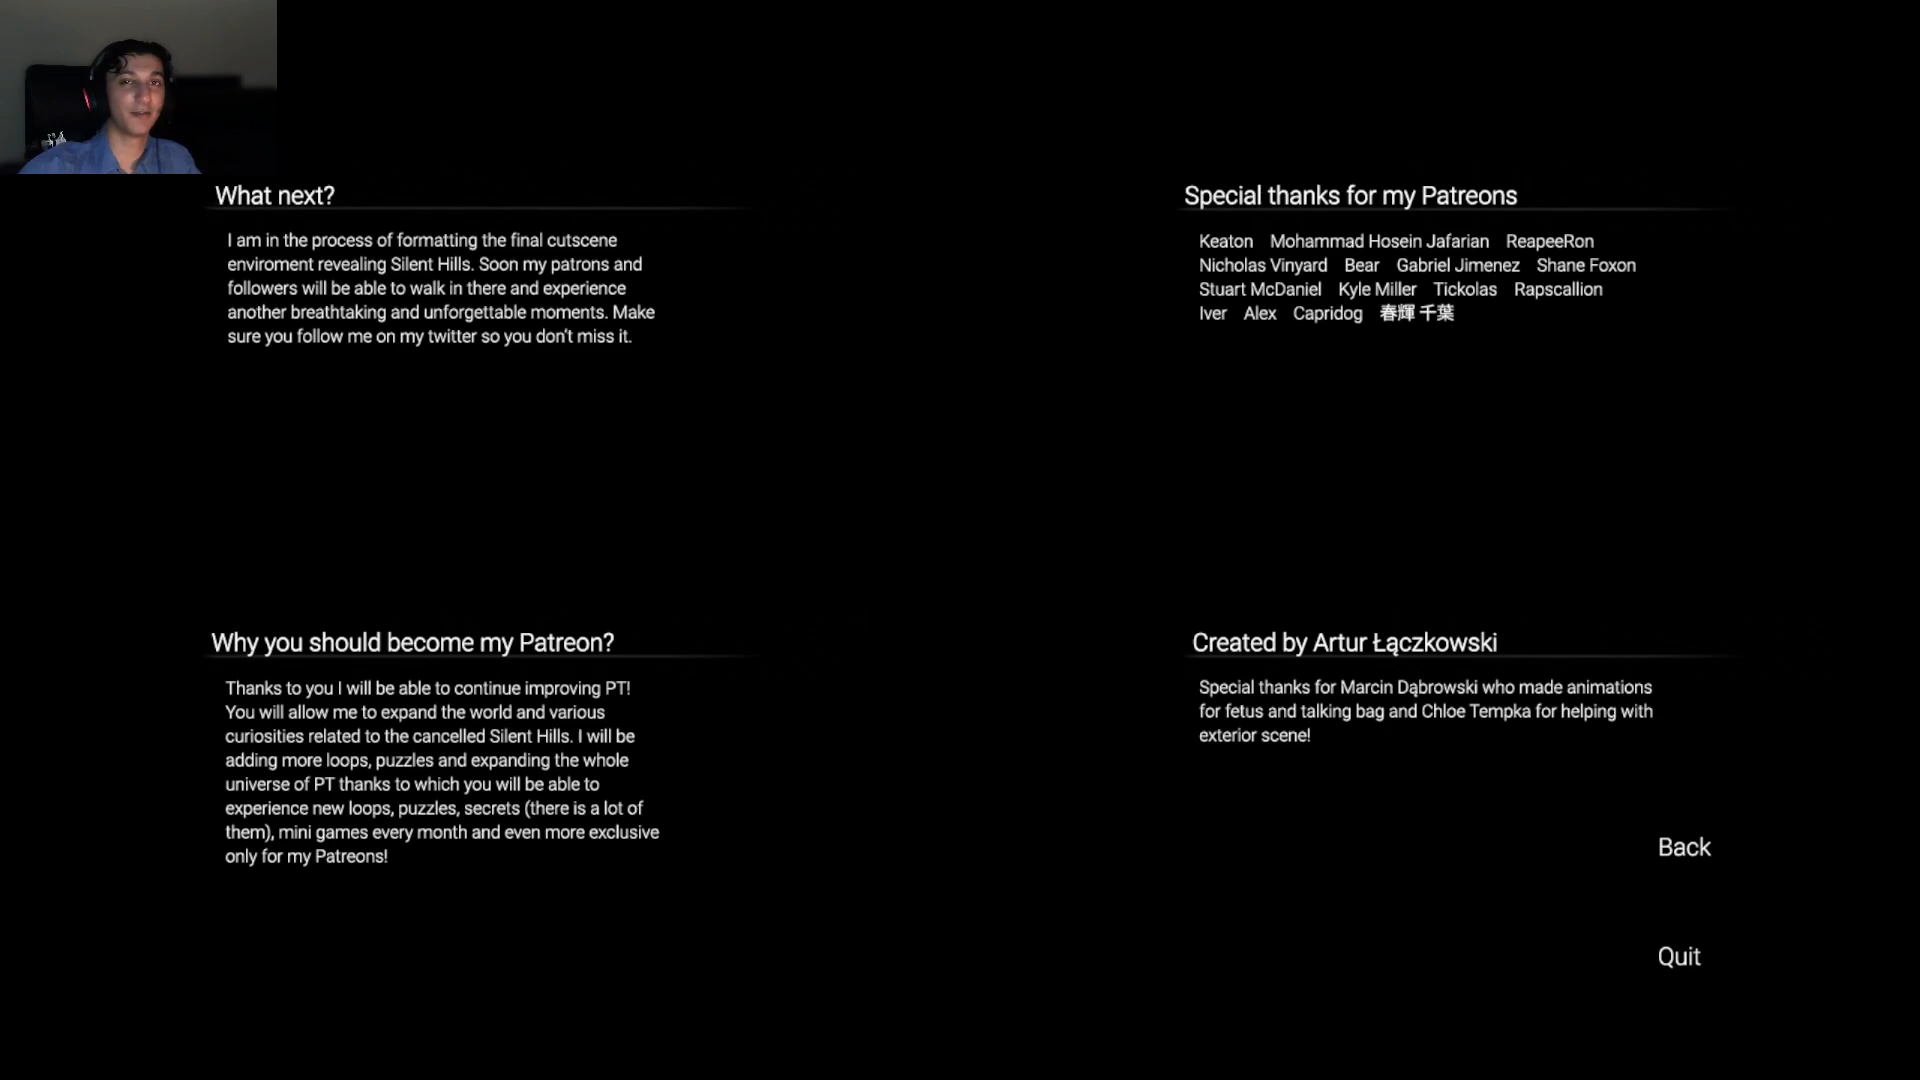 What next?
I am in the process of formatting the final cutscene
enviroment revealing Silent Hills. Soon my patrons and
followers will be able to walk in there and experience
another breathtaking and unforgettable moments. Make
sure you follow me on my twitter so you don't miss it.
Special thanks for my Patreons
Keaton Mohammad Hosein Jafarian ReapeeRon
Nicholas Vinyard Bear Gabriel Jimenez Shane Foxon
Stuart McDaniel Kyle Miller Tickolas Rapscallion
Iver Alex Capridog 春輝 千葉
Why you should become my Patreon?
Thanks to you I will be able to continue improving PT!
You will allow me to expand the world and various
curiosities related to the cancelled Silent Hills. I will be
adding more loops, puzzles and expanding the whole
universe of PT thanks to which you will be able to
experience new loops, puzzles, secrets (there is a lot of
them), mini games every month and even more exclusive
only for my Patreons!
Created by Artur Łączkowski
Special thanks for Marcin Dąbrowski who made animations
for fetus and talking bag and Chloe Tempka for helping with
exterior scene!
Back
Quit